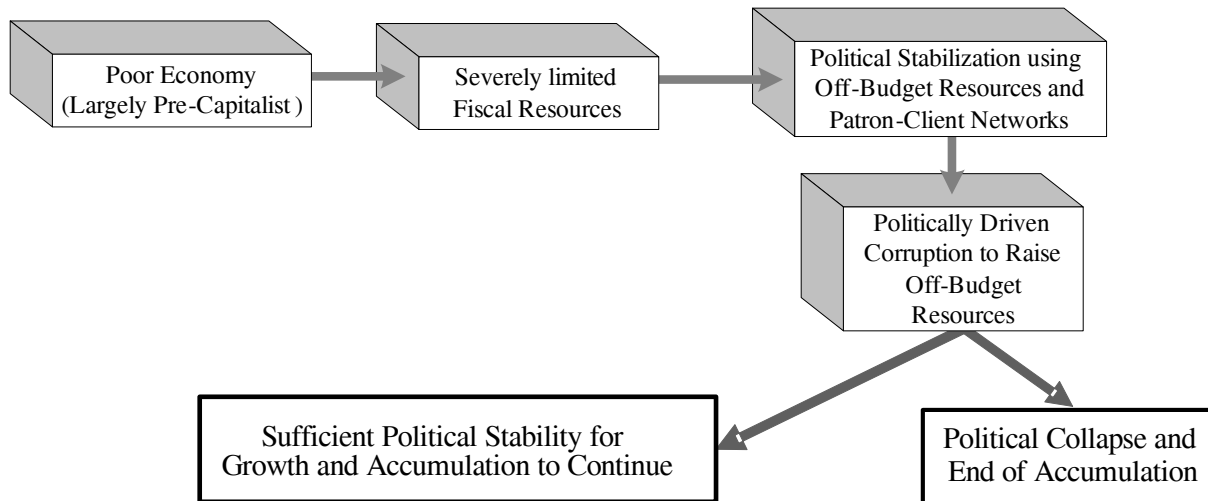 Poor Economy
(Largely Pre-Capitalist )
Severely limited
Fiscal Resources
Political Stabilization using
Off-Budget Resources and
Patron-Client Networks
Politically Driven
Corruption to Raise
Off-Budget
Resources
Sufficient Political Stability for
Growth and Accumulation to Continue
Political Collapse and
End of Accumulation